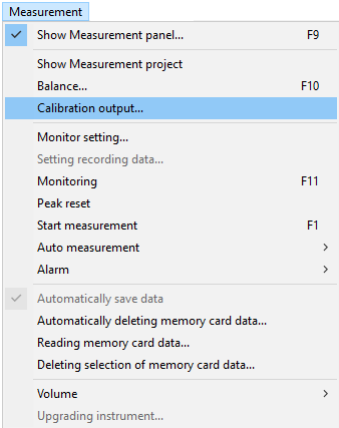 Measurement
Show Measurement panel... F9
Show Measurement project
Balance... F10
Calibration output...
Monitor setting...
Setting recording data...
Monitoring F11
Peak reset
Start measurement F1
Auto measurement
Alarm
Automatically save data
Automatically deleting memory card data...
Reading memory card data...
Deleting selection of memory card data...
Volume
Upgrading instrument...